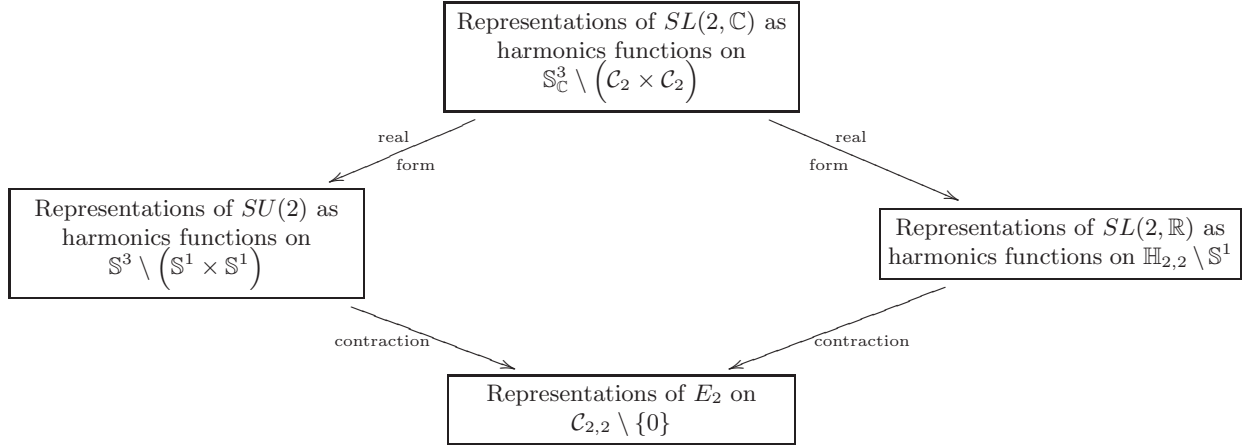 Representations of SL(2, ℂ) as
harmonics functions on
𝕊³_ℂ \ (𝒞₂ × 𝒞₂)
real
form
real
form
Representations of SU(2) as
harmonics functions on
𝕊³ \ (𝕊¹ × 𝕊¹)
Representations of SL(2, ℝ) as
harmonics functions on ℍ₂,₂ \ 𝕊¹
contraction
contraction
Representations of E₂ on
𝒞₂,₂ \ {0}